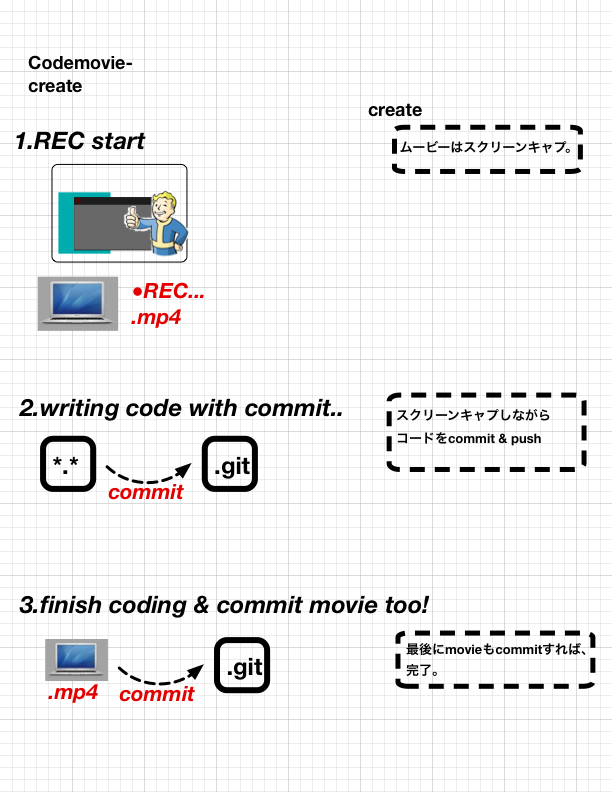 Codemovie-
create
create
1.REC start
ムービーはスクリーンキャプ。
●REC...
.mp4
2.writing code with commit..
スクリーンキャプしながら
コードをcommit & push
*.*
.git
commit
3.finish coding & commit movie too!
最後にmovieもcommitすれば、
完了。
.git
.mp4
commit